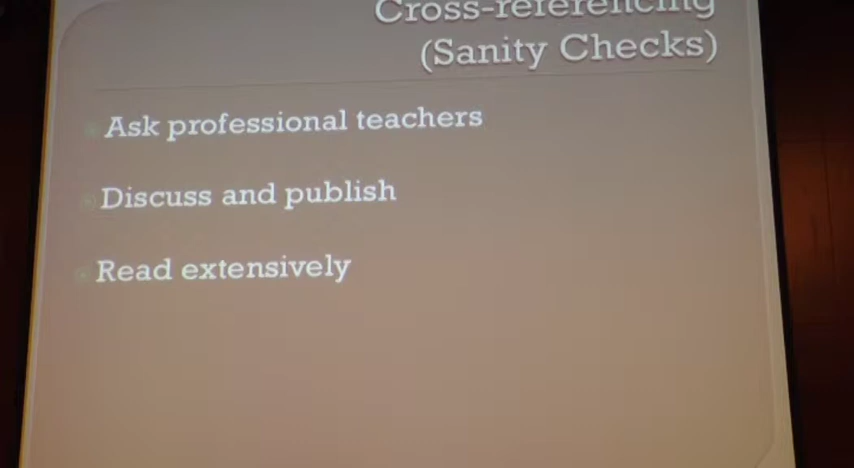 Cross-referencing
(Sanity Checks)
Ask professional teachers
Discuss and publish
Read extensively